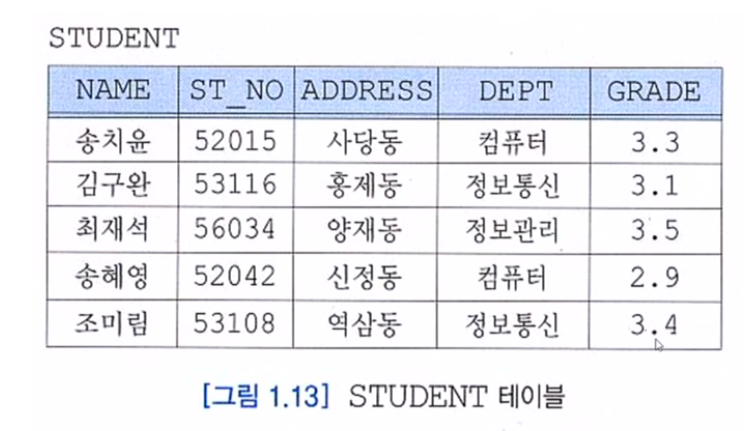 STUDENT
NAME ST_NO ADDRESS DEPT GRADE
송치윤 52015 사당동 컴퓨터 3.3
김구완 53116 홍제동 정보통신 3.1
최재석 56034 양재동 정보관리 3.5
송혜영 52042 신정동 컴퓨터 2.9
조미림 53108 역삼동 정보통신 3.4
[그림 1.13] STUDENT 테이블